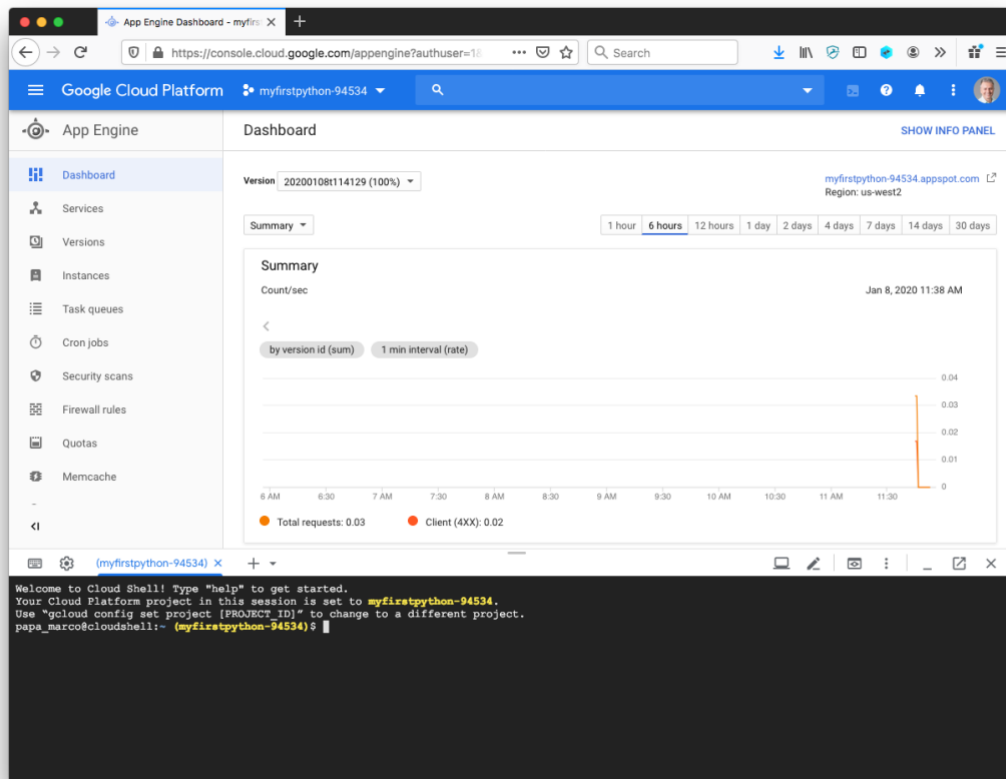 App Engine Dashboard - myfirs
https://console.cloud.google.com/appengine?authuser=1
Search
Google Cloud Platform
myfirstpython-94534
App Engine
Dashboard
SHOW INFO PANEL
Dashboard
Services
Versions
Instances
Task queues
Cron jobs
Security scans
Firewall rules
Quotas
Memcache
Version 20200108t114129 (100%)
myfirstpython-94534.appspot.com
Region: us-west2
Summary
1 hour 6 hours 12 hours 1 day 2 days 4 days 7 days 14 days 30 days
Summary
Count/sec
Jan 8, 2020 11:38 AM
by version id (sum) 1 min interval (rate)
0.04
0.03
0.02
0.01
0
6 AM 6:30 7 AM 7:30 8 AM 8:30 9 AM 9:30 10 AM 10:30 11 AM 11:30
Total requests: 0.03 Client (4XX): 0.02
(myfirstpython-94534)
Welcome to Cloud Shell! Type "help" to get started.
Your Cloud Platform project in this session is set to myfirstpython-94534.
Use "gcloud config set project [PROJECT_ID]" to change to a different project.
papa_marco@cloudshell:~ (myfirstpython-94534)$